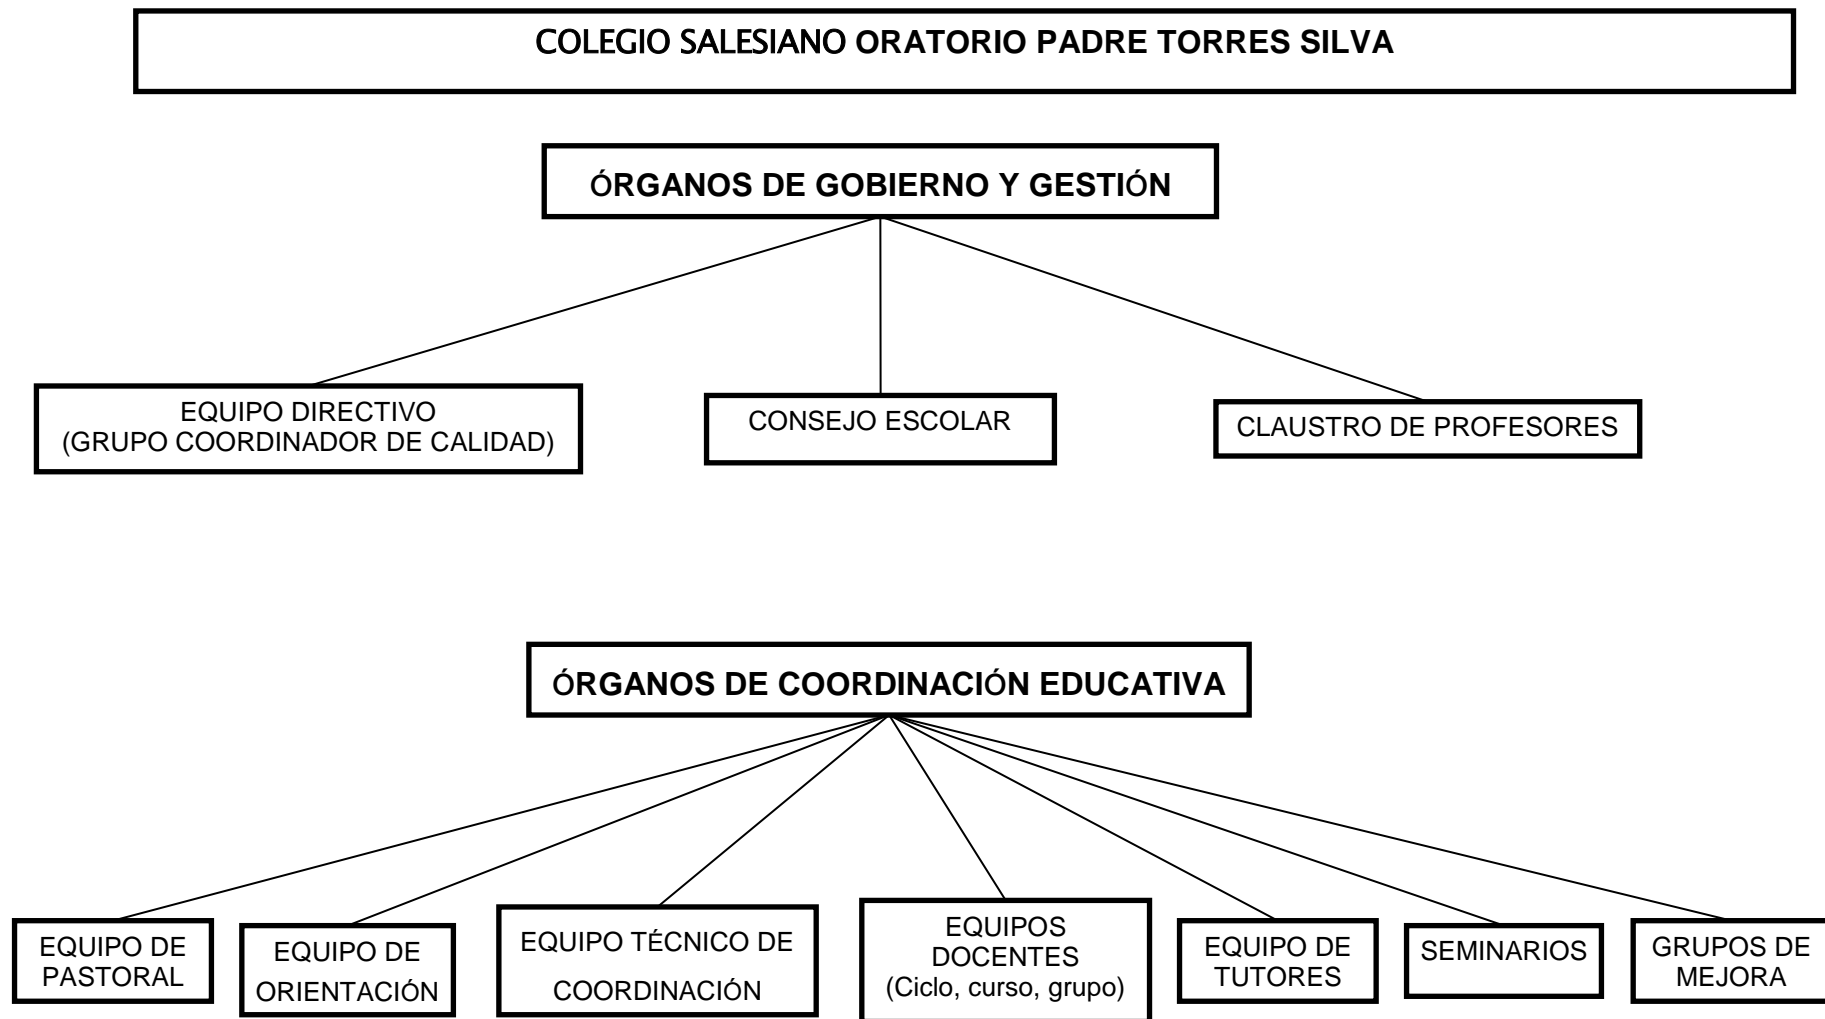 COLEGIO SALESIANO ORATORIO PADRE TORRES SILVA
ÓRGANOS DE GOBIERNO Y GESTIÓN
EQUIPO DIRECTIVO
(GRUPO COORDINADOR DE CALIDAD)
CONSEJO ESCOLAR
CLAUSTRO DE PROFESORES
ÓRGANOS DE COORDINACIÓN EDUCATIVA
EQUIPO DE
PASTORAL
EQUIPO DE
ORIENTACIÓN
EQUIPO TÉCNICO DE
COORDINACIÓN
EQUIPOS
DOCENTES
(Ciclo, curso, grupo)
EQUIPO DE
TUTORES
SEMINARIOS
GRUPOS DE
MEJORA